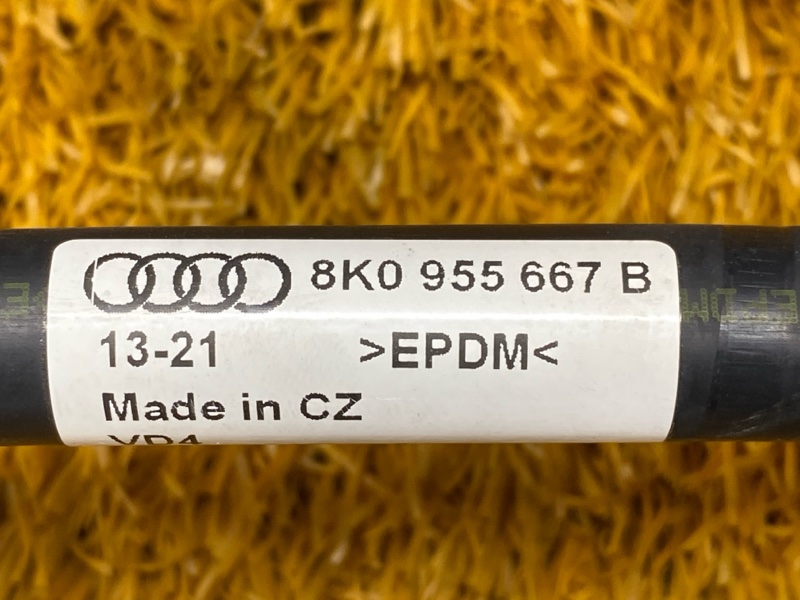 8K0 955 667 B
13-21 >EPDM<
Made in CZ